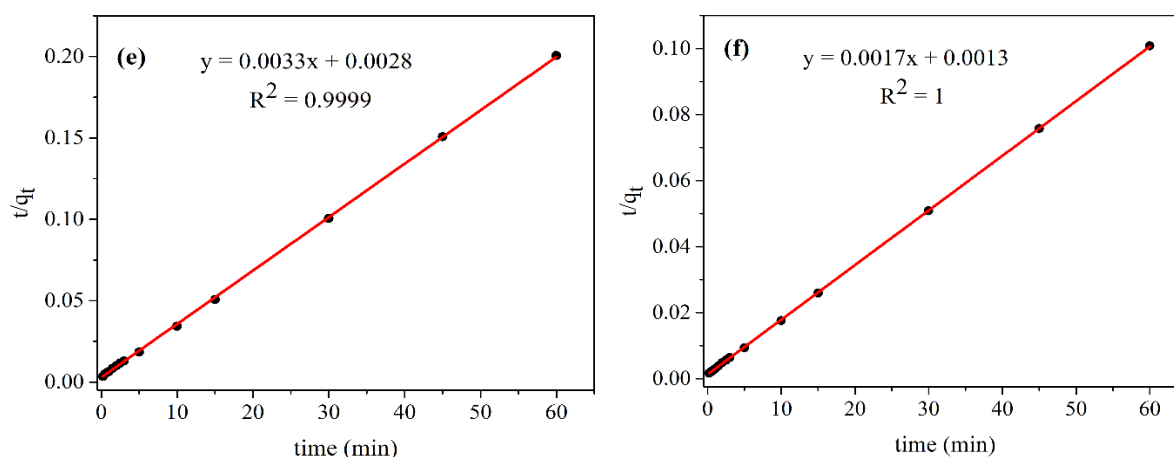 (e)
y = 0.0033x + 0.0028
R² = 0.9999
0.20
0.15
0.10
0.05
0.00
t/qₜ
0 10 20 30 40 50 60
time (min)
(f)
y = 0.0017x + 0.0013
R² = 1
0.10
0.08
0.06
0.04
0.02
0.00
t/qₜ
0 10 20 30 40 50 60
time (min)